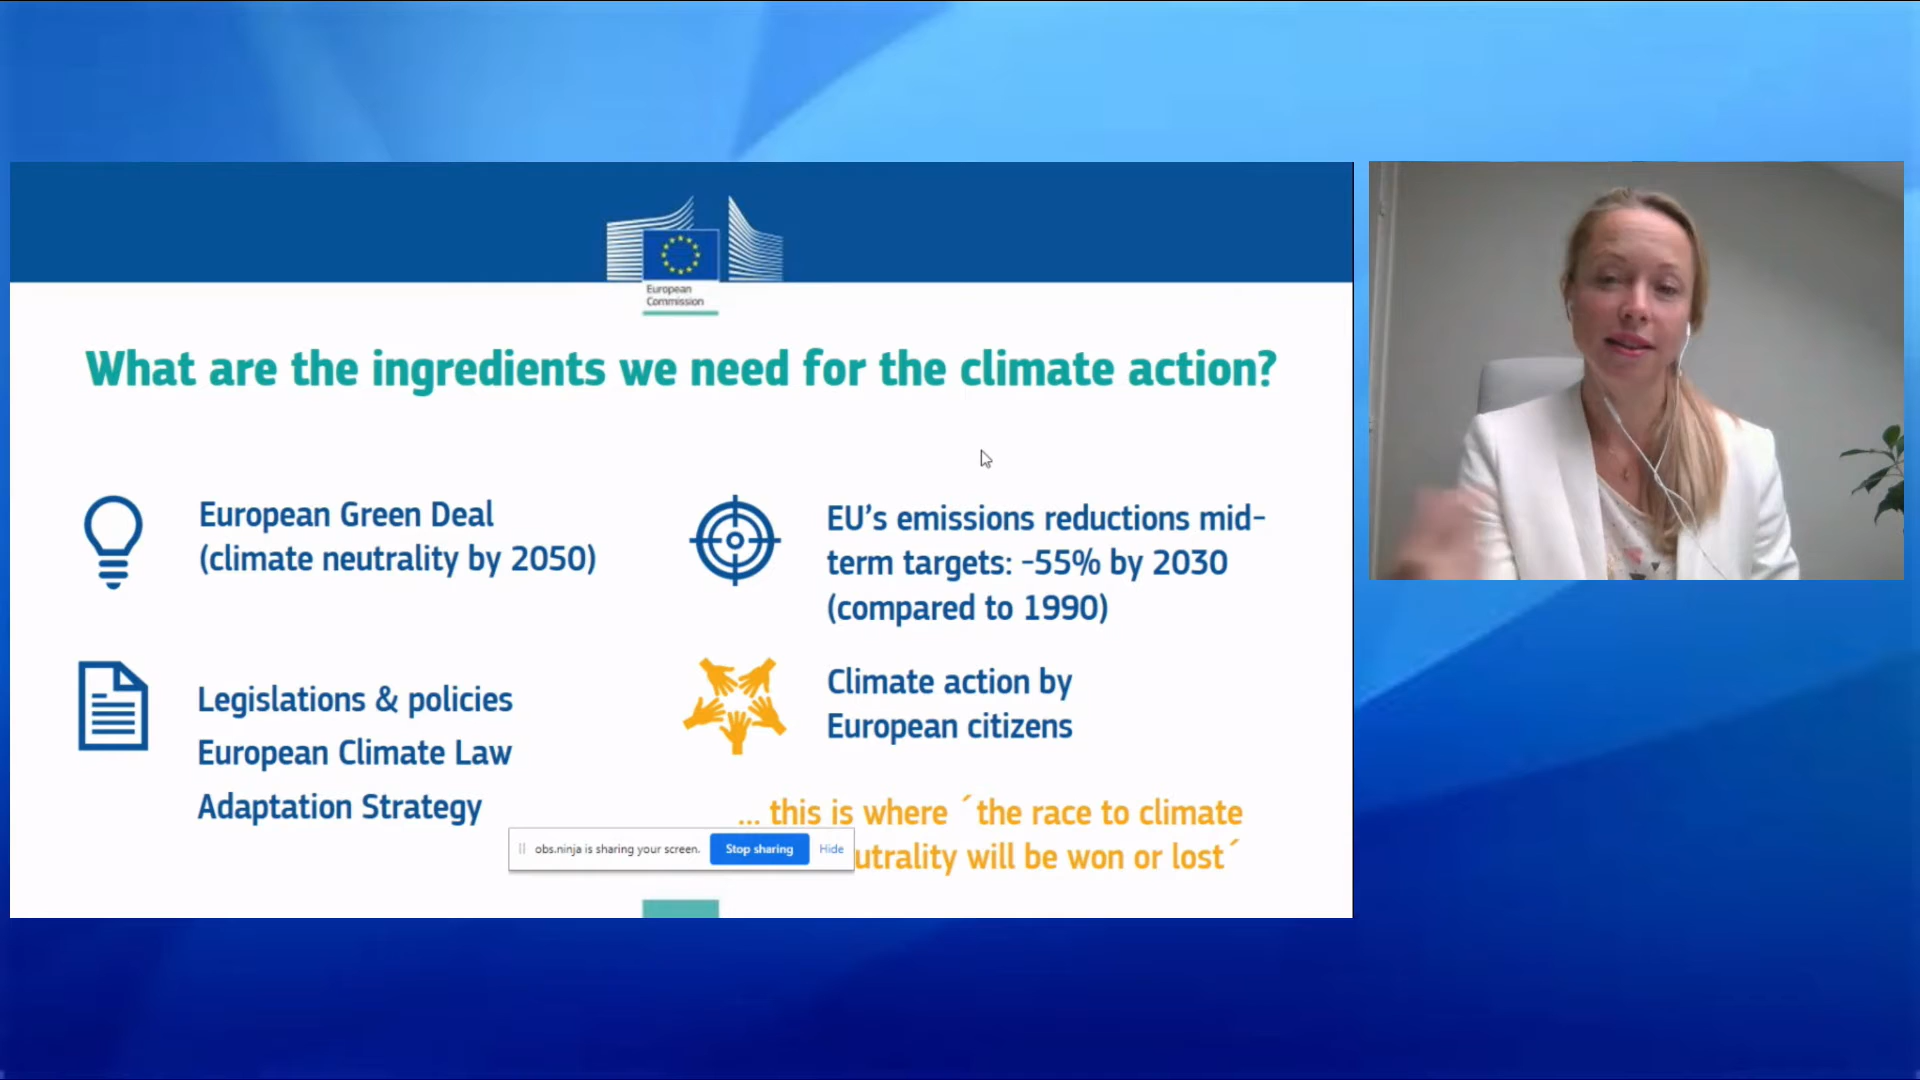 European
Commission
What are the ingredients we need for the climate action?
European Green Deal
(climate neutrality by 2050)
EU's emissions reductions mid-
term targets: -55% by 2030
(compared to 1990)
Legislations & policies
European Climate Law
Adaptation Strategy
Climate action by
European citizens
... this is where ´the race to climate
utrality will be won or lost´
obs.ninja is sharing your screen. Stop sharing Hide